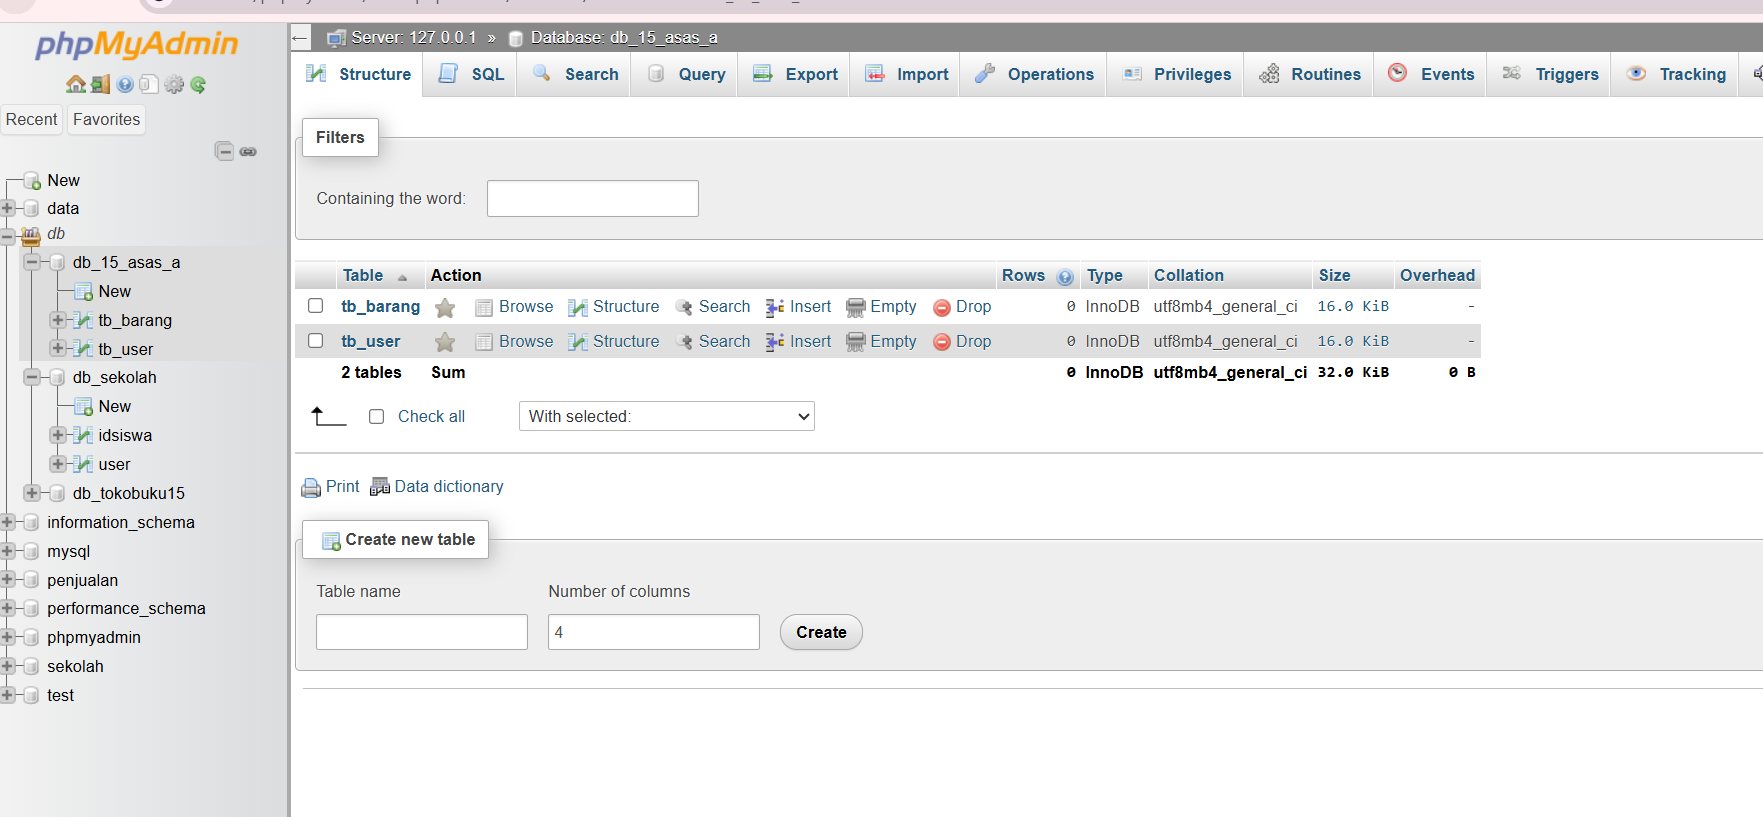 phpMyAdmin
Recent Favorites
New
data
db
db_15_asas_a
New
tb_barang
tb_user
db_sekolah
New
idsiswa
user
db_tokobuku15
information_schema
mysql
penjualan
performance_schema
phpmyadmin
sekolah
test
Server: 127.0.0.1 » Database: db_15_asas_a
Structure SQL Search Query Export Import Operations Privileges Routines Events Triggers Tracking
Filters
Containing the word:
Table Action Rows Type Collation Size Overhead
tb_barang Browse Structure Search Insert Empty Drop 0 InnoDB utf8mb4_general_ci 16.0 KiB -
tb_user Browse Structure Search Insert Empty Drop 0 InnoDB utf8mb4_general_ci 16.0 KiB -
2 tables Sum 0 InnoDB utf8mb4_general_ci 32.0 KiB 0 B
Check all With selected:
Print Data dictionary
Create new table
Table name Number of columns
4 Create